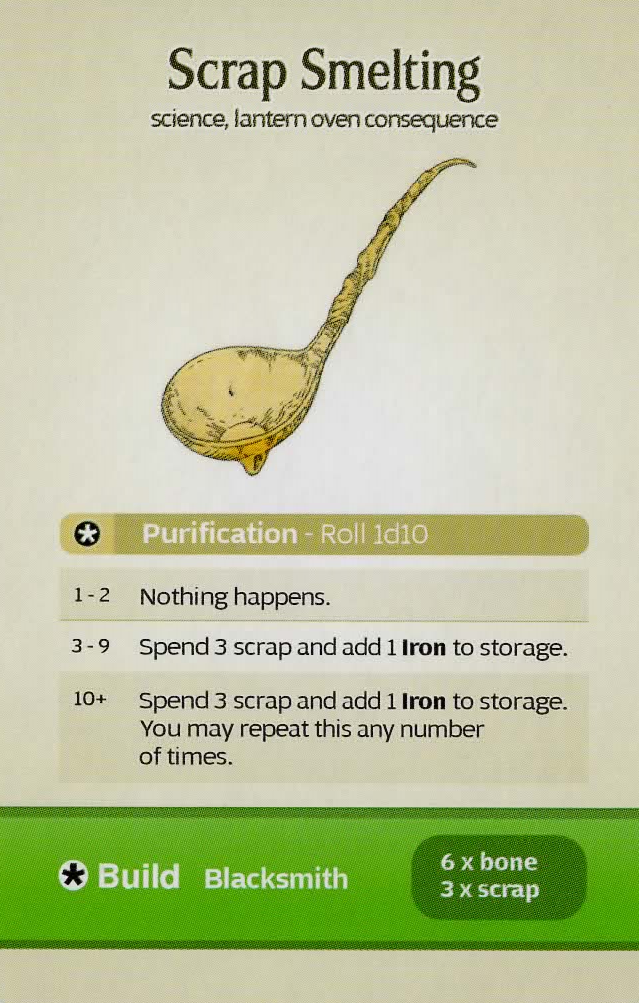 Scrap Smelting
science, lantern oven consequence
Purification - Roll 1d10
1 - 2 Nothing happens.
3 - 9 Spend 3 scrap and add 1 Iron to storage.
10+ Spend 3 scrap and add 1 Iron to storage.
You may repeat this any number
of times.
Build Blacksmith
6 x bone
3 x scrap